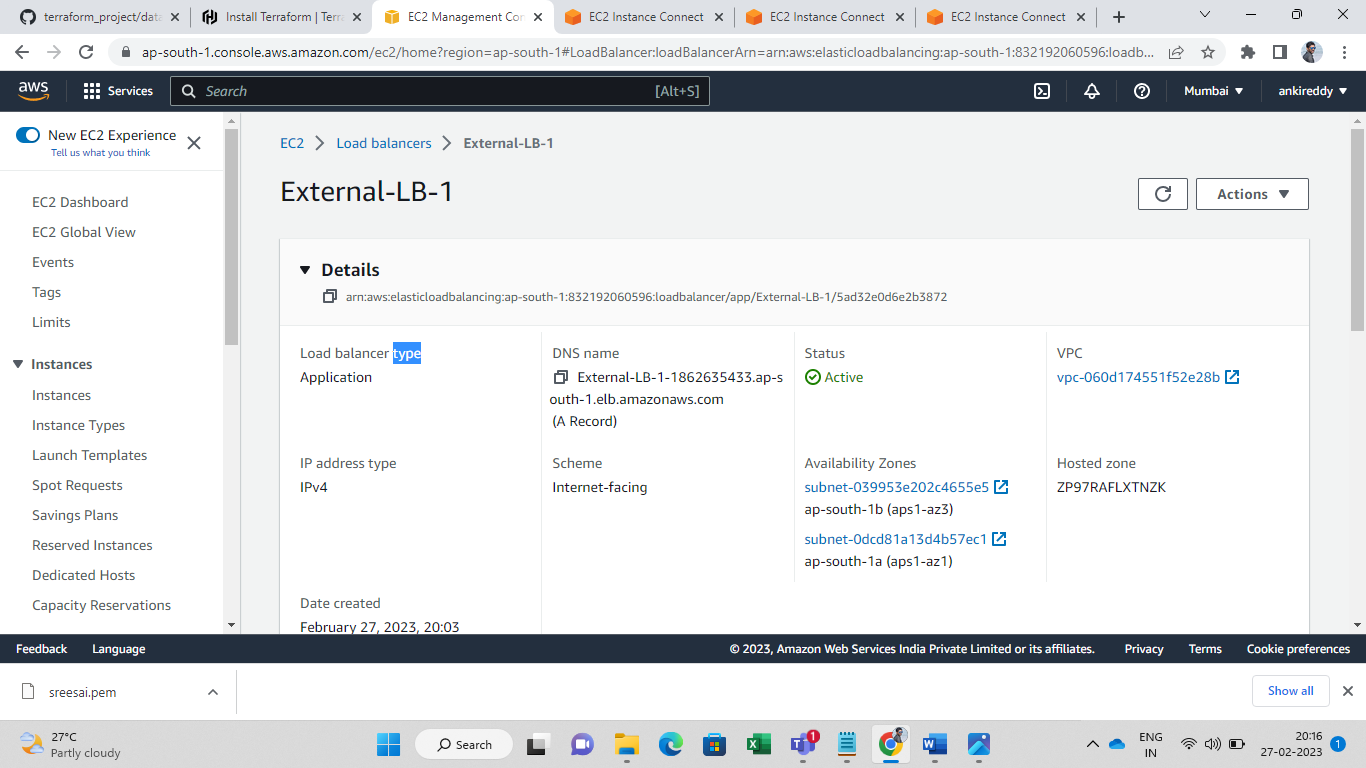 terraform_project/data
Install Terraform | Terra
EC2 Management Con
EC2 Instance Connect
EC2 Instance Connect
EC2 Instance Connect
ap-south-1.console.aws.amazon.com/ec2/home?region=ap-south-1#LoadBalancer:loadBalancerArn=arn:aws:elasticloadbalancing:ap-south-1:832192060596:loadb...
aws
Services
Search
[Alt+S]
Mumbai
ankireddy
New EC2 Experience
Tell us what you think
EC2 Dashboard
EC2 Global View
Events
Tags
Limits
Instances
Instances
Instance Types
Launch Templates
Spot Requests
Savings Plans
Reserved Instances
Dedicated Hosts
Capacity Reservations
EC2 > Load balancers > External-LB-1
External-LB-1
Actions
Details
arn:aws:elasticloadbalancing:ap-south-1:832192060596:loadbalancer/app/External-LB-1/5ad32e0d6e2b3872
Load balancer type
Application
DNS name
External-LB-1-1862635433.ap-s
outh-1.elb.amazonaws.com
(A Record)
Status
Active
VPC
vpc-060d174551f52e28b
IP address type
IPv4
Scheme
Internet-facing
Availability Zones
subnet-039953e202c4655e5
ap-south-1b (aps1-az3)
subnet-0dcd81a13d4b57ec1
ap-south-1a (aps1-az1)
Hosted zone
ZP97RAFLXTNZK
Date created
February 27, 2023, 20:03
Feedback
Language
© 2023, Amazon Web Services India Private Limited or its affiliates.
Privacy
Terms
Cookie preferences
sreesai.pem
Show all
27°C
Partly cloudy
Search
1
ENG
IN
20:16
27-02-2023
1